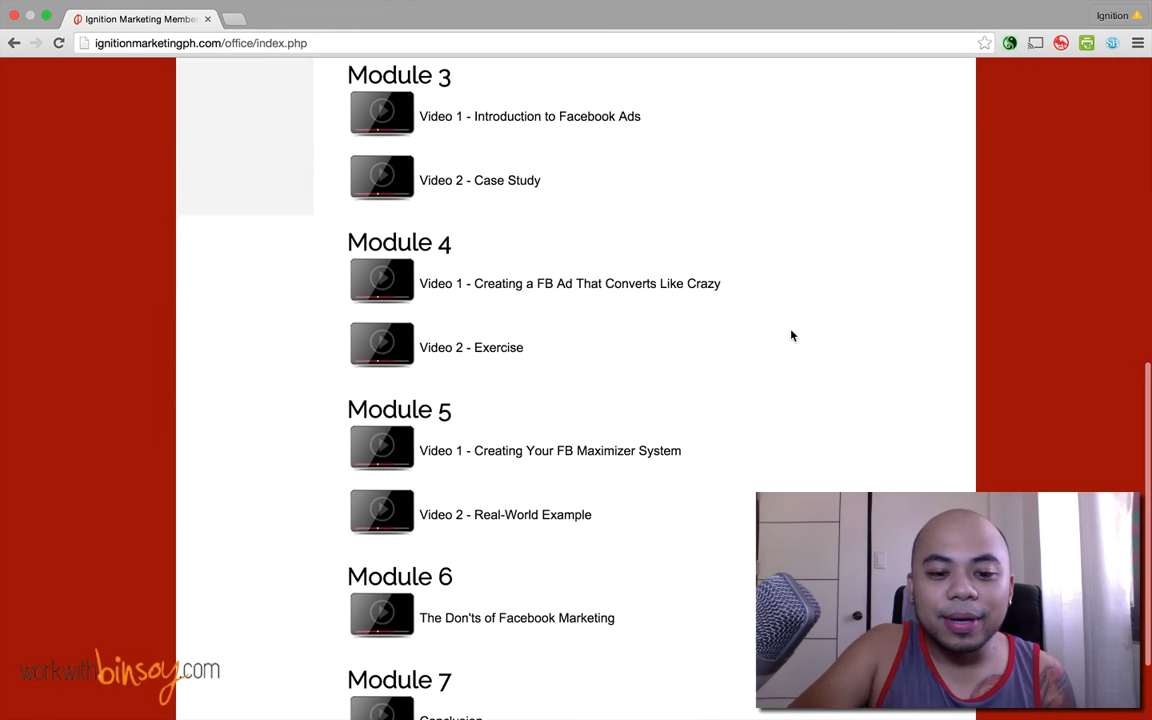 Ignition Marketing Membe
Ignition
ignitionmarketingph.com/office/index.php
Module 3
Video 1 - Introduction to Facebook Ads
Video 2 - Case Study
Module 4
Video 1 - Creating a FB Ad That Converts Like Crazy
Video 2 - Exercise
Module 5
Video 1 - Creating Your FB Maximizer System
Video 2 - Real-World Example
Module 6
The Don'ts of Facebook Marketing
Module 7
Conclusion
workwithbinsoy.com